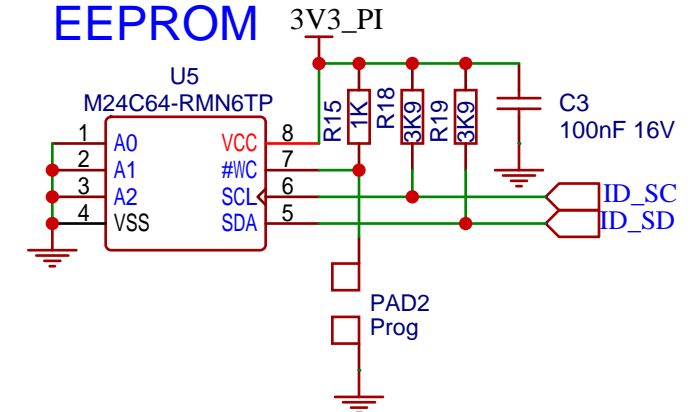 EEPROM
3V3_PI
U5
M24C64-RMN6TP
1 A0 VCC 8
2 A1 #WC 7
3 A2 SCL 6
4 VSS SDA 5
R15 1K
R18 3K9
R19 3K9
C3
100nF 16V
ID_SC
ID_SD
PAD2
Prog